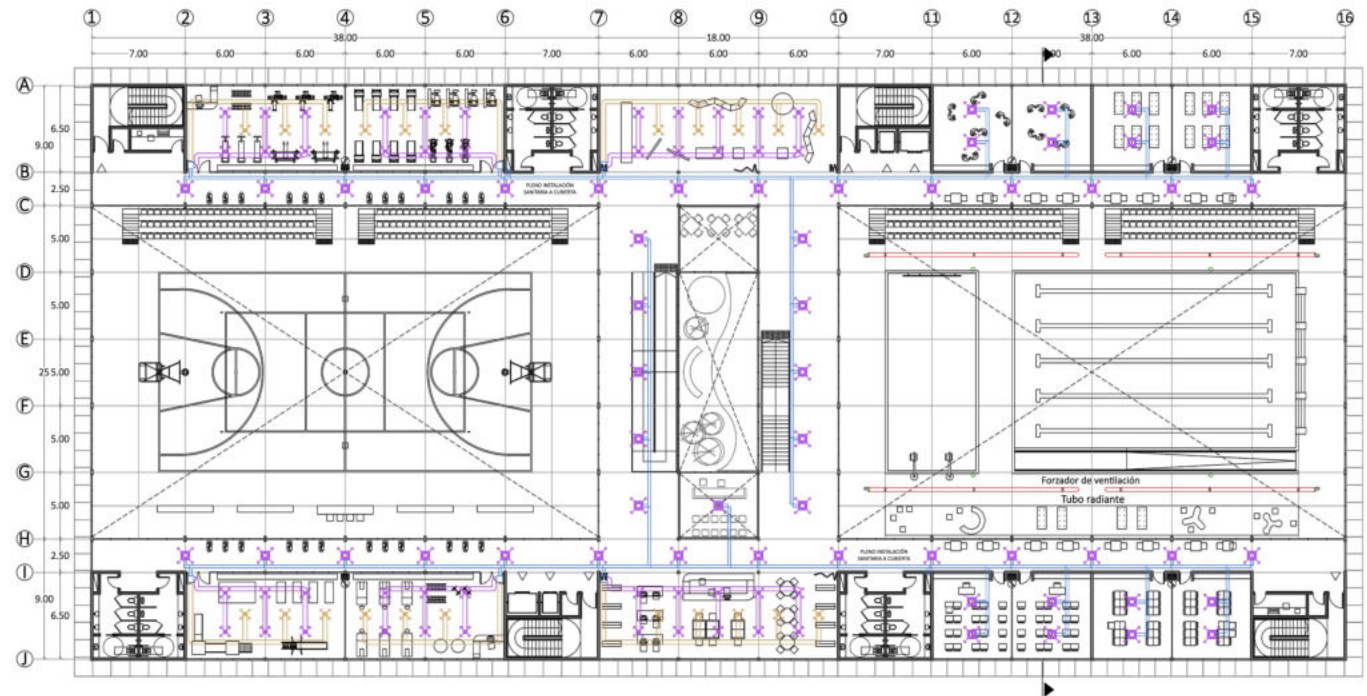 1 2 3 4 5 6 7 8 9 10 11 12 13 14 15 16
38.00 18.00 38.00
7.00 6.00 6.00 6.00 6.00 7.00 6.00 6.00 6.00 7.00 6.00 6.00 6.00 7.00
A
6.50
9.00
B
2.50
PLENO INSTALACIÓN
SANITARIA A CUBIERTA
C
5.00
D
5.00
E
255.00
F
5.00
G
Forzador de ventilación
Tubo radiante
5.00
H
2.50
PLENO INSTALACIÓN
SANITARIA A CUBIERTA
I
9.00
6.50
J